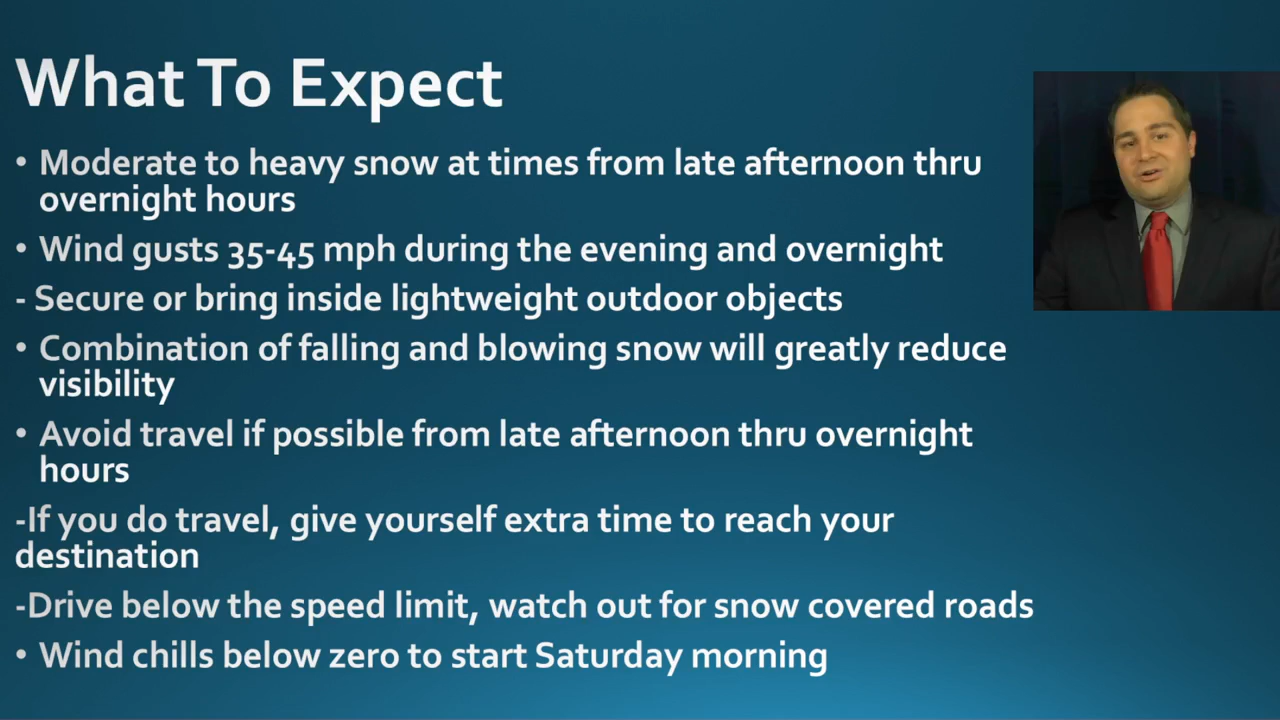 What To Expect
• Moderate to heavy snow at times from late afternoon thru
overnight hours
• Wind gusts 35-45 mph during the evening and overnight
- Secure or bring inside lightweight outdoor objects
• Combination of falling and blowing snow will greatly reduce
visibility
• Avoid travel if possible from late afternoon thru overnight
hours
-If you do travel, give yourself extra time to reach your
destination
-Drive below the speed limit, watch out for snow covered roads
• Wind chills below zero to start Saturday morning